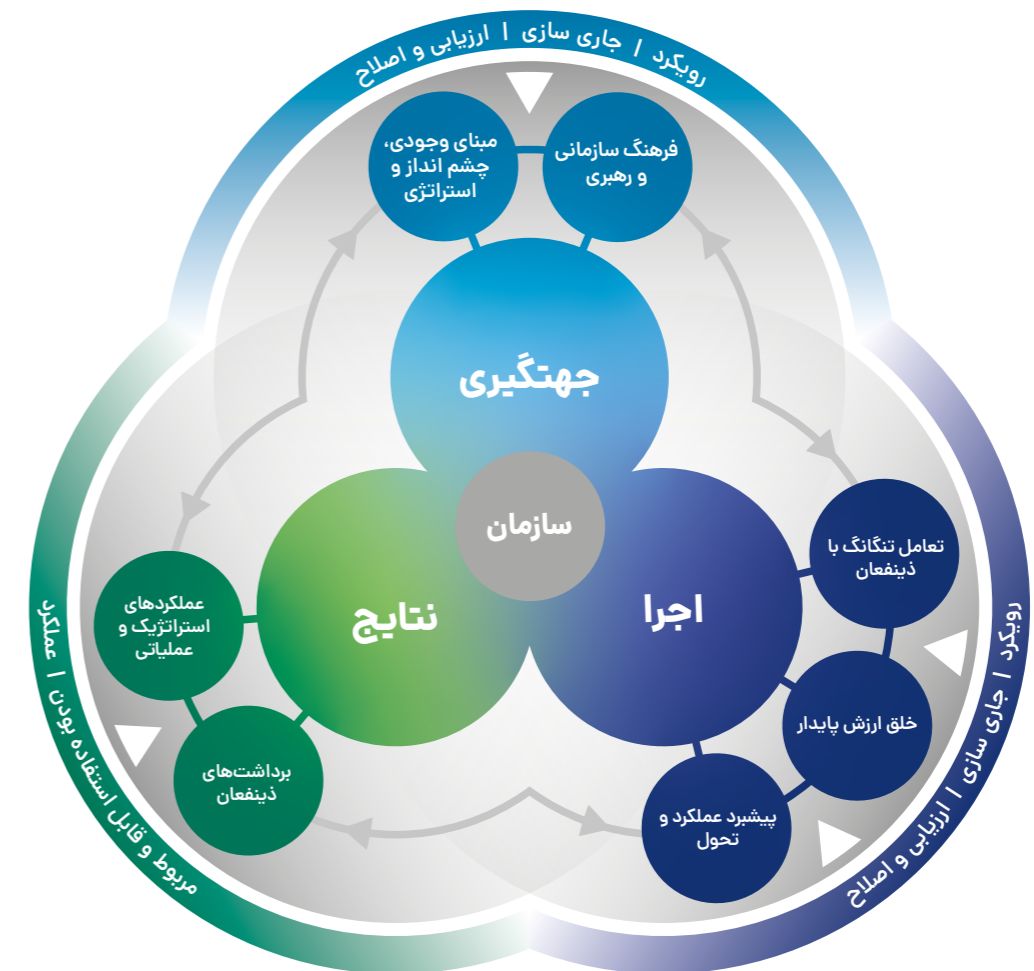 رویکرد | جاری سازی | ارزیابی و اصلاح
فرهنگ سازمانی
و رهبری
مبنای وجودی،
چشم انداز و
استراتژی
جهتگیری
سازمان
اجرا
نتایج
تعامل تنگانگ با
ذینفعان
خلق ارزش پایدار
پیشبرد عملکرد و
تحول
رویکرد | جاری سازی | ارزیابی و اصلاح
عملکردهای
استراتژیک و
عملیاتی
برداشت‌های
ذینفعان
مربوط و قابل استفاده بودن | عملکرد